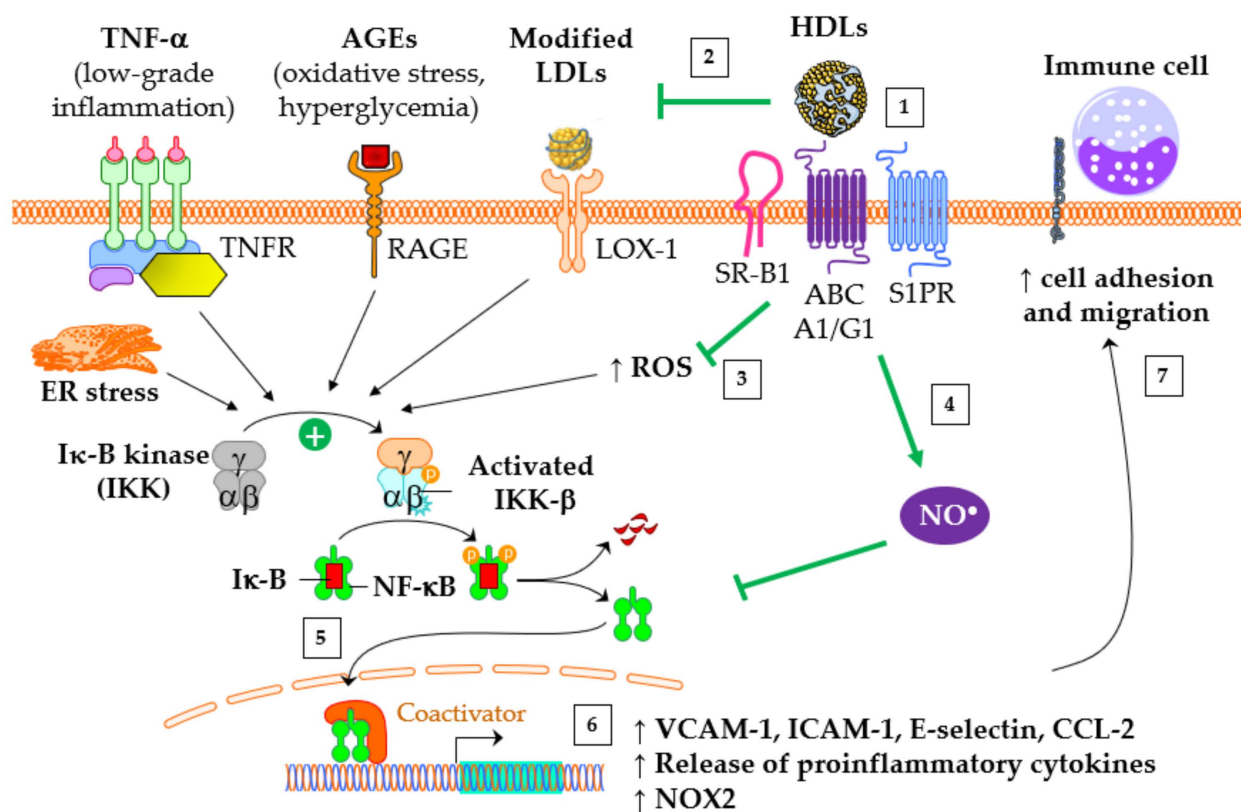 TNF-α
(low-grade
inflammation)
AGEs
(oxidative stress,
hyperglycemia)
Modified
LDLs
2
HDLs
1
Immune cell
TNFR
RAGE
LOX-1
SR-B1
ABC
A1/G1
S1PR
↑ cell adhesion
and migration
ER stress
↑ ROS
3
4
7
+
Iκ-B kinase
(IKK)
γ
αβ
γ
αβ
P
Activated
IKK-β
NO•
Iκ-B
NF-κB
P
P
5
Coactivator
6
↑ VCAM-1, ICAM-1, E-selectin, CCL-2
↑ Release of proinflammatory cytokines
↑ NOX2